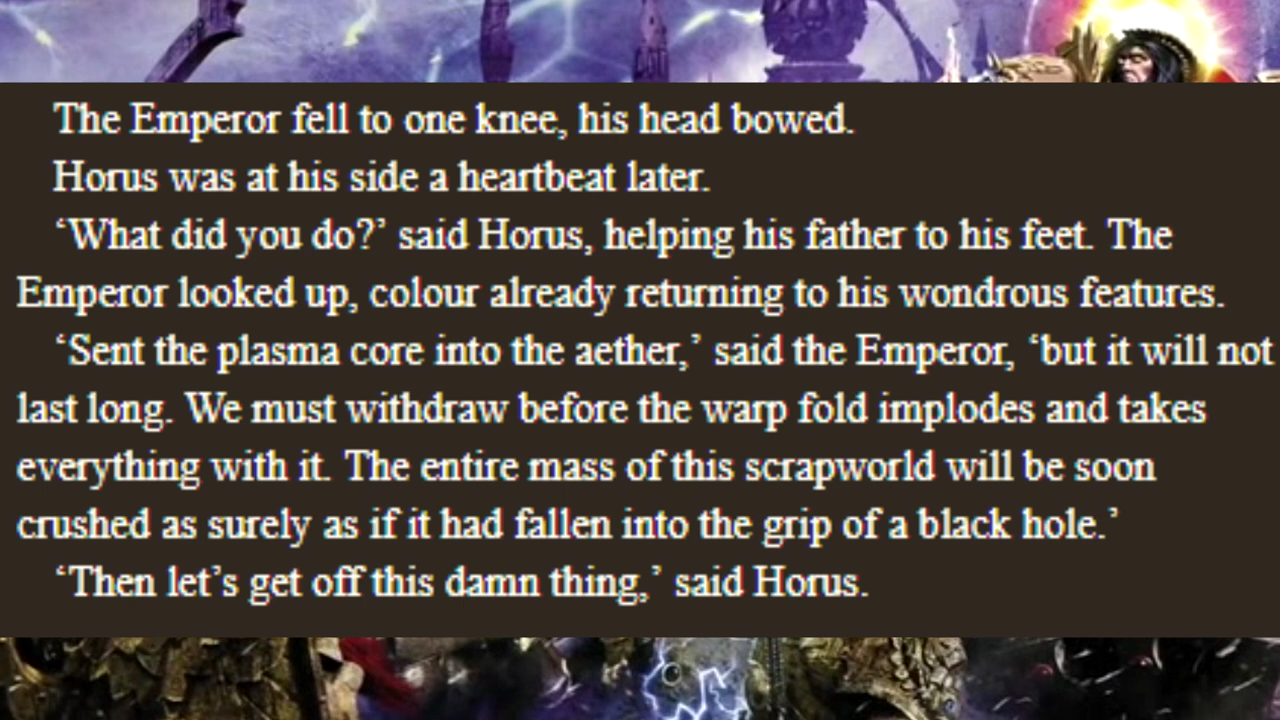 The Emperor fell to one knee, his head bowed.
Horus was at his side a heartbeat later.
‘What did you do?’ said Horus, helping his father to his feet. The
Emperor looked up, colour already returning to his wondrous features.
‘Sent the plasma core into the aether,’ said the Emperor, ‘but it will not
last long. We must withdraw before the warp fold implodes and takes
everything with it. The entire mass of this scrapworld will be soon
crushed as surely as if it had fallen into the grip of a black hole.’
‘Then let’s get off this damn thing,’ said Horus.